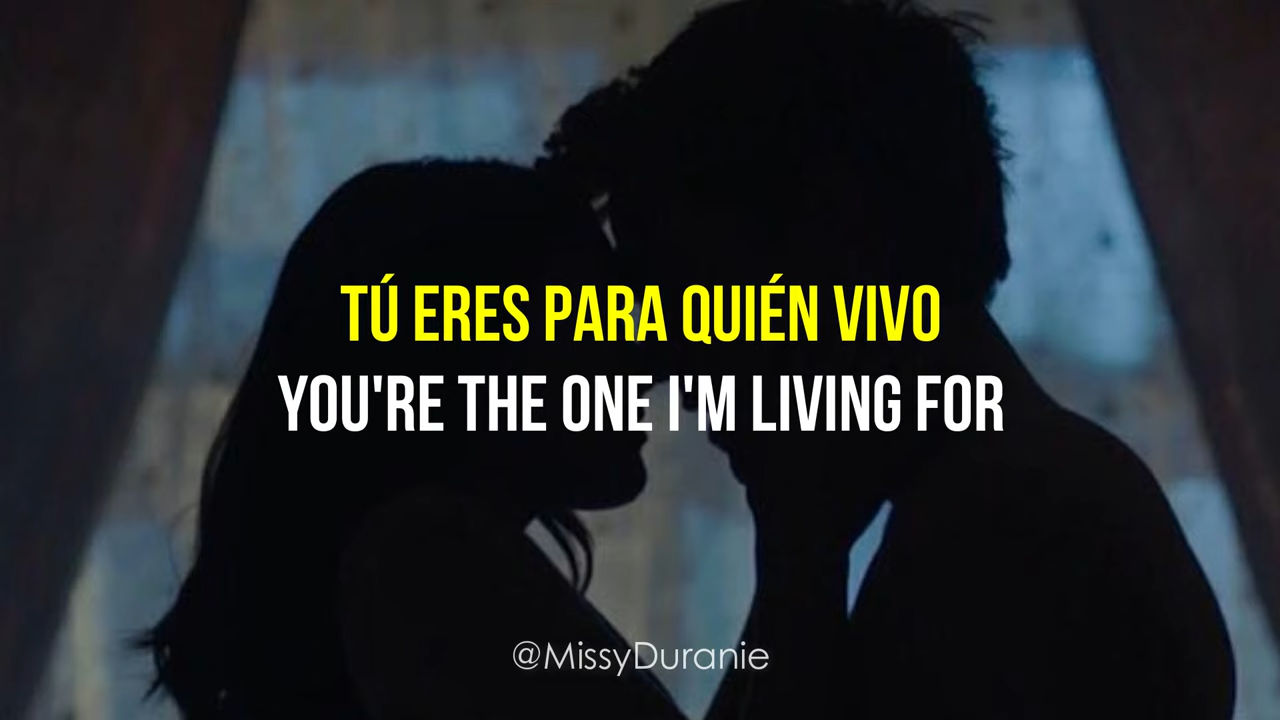 TÚ ERES PARA QUIÉN VIVO
YOU'RE THE ONE I'M LIVING FOR
@MissyDuranie